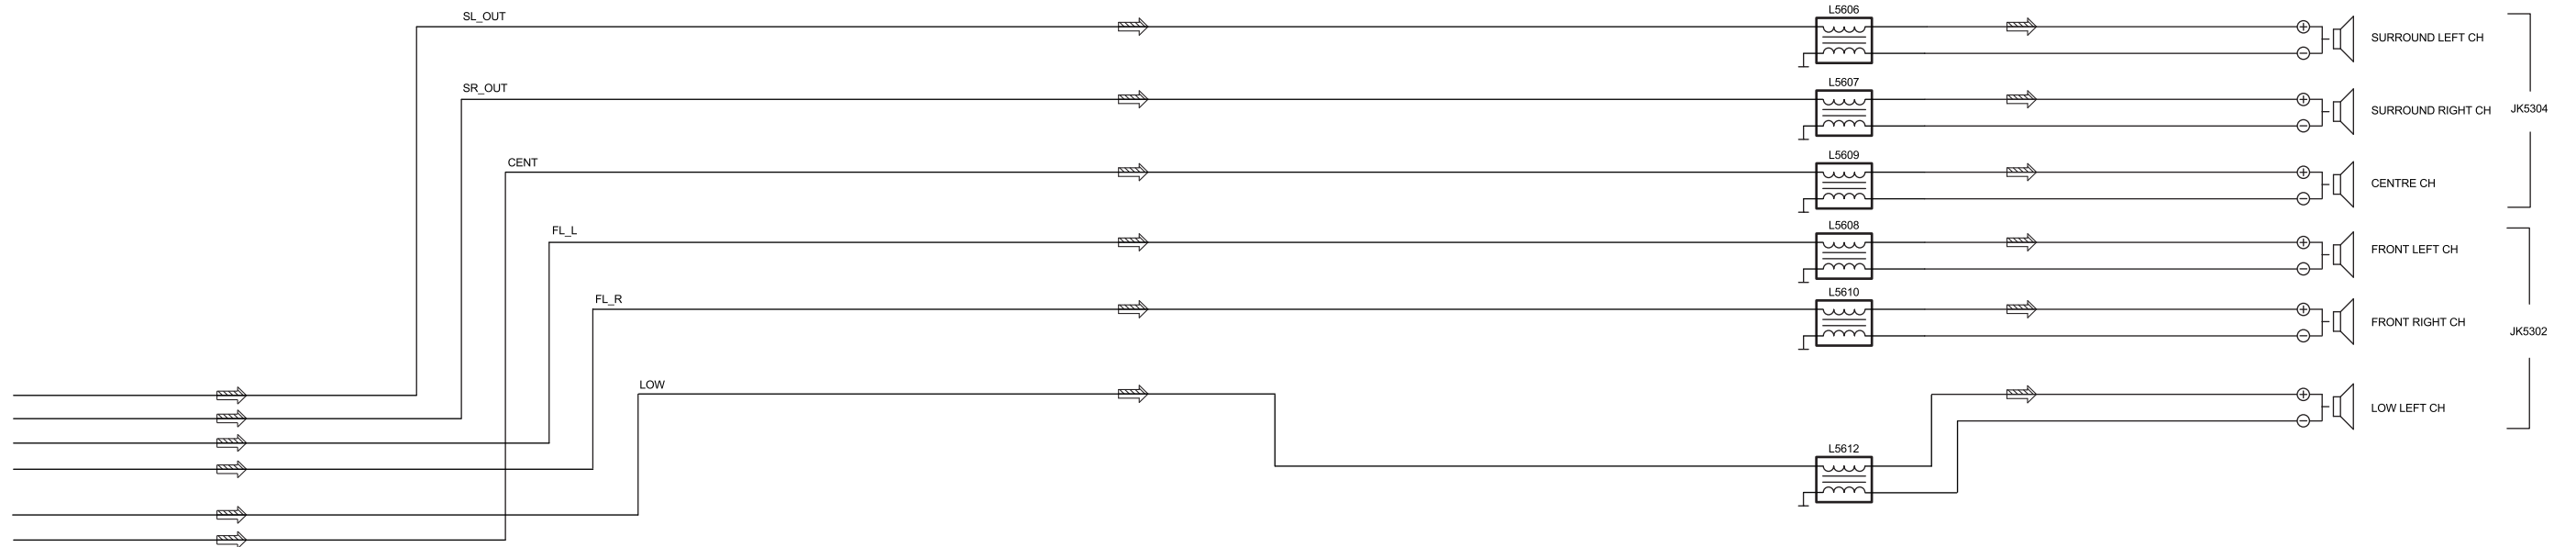 SL_OUT
L5606
SURROUND LEFT CH
SR_OUT
L5607
SURROUND RIGHT CH
JK5304
CENT
L5609
CENTRE CH
FL_L
L5608
FRONT LEFT CH
FL_R
L5610
FRONT RIGHT CH
JK5302
LOW
LOW LEFT CH
L5612